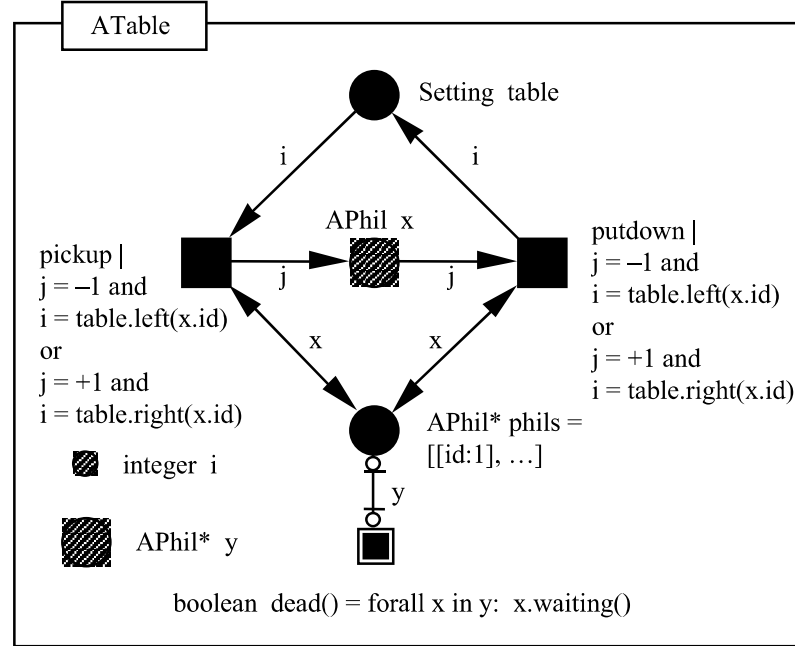 ATable
Setting table
i
i
APhil x
pickup |
j = –1 and
i = table.left(x.id)
or
j = +1 and
i = table.right(x.id)
j
j
putdown |
j = –1 and
i = table.left(x.id)
or
j = +1 and
i = table.right(x.id)
x
x
APhil* phils =
[[id:1], …]
integer i
y
APhil* y
boolean dead() = forall x in y: x.waiting()